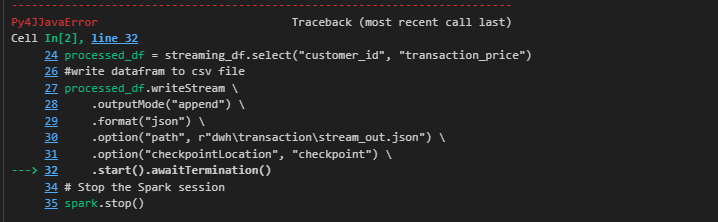 ---------------------------------------------------------------------------
Py4JJavaError                             Traceback (most recent call last)
Cell In[2], line 32
     24 processed_df = streaming_df.select("customer_id", "transaction_price")
     26 #write datafram to csv file
     27 processed_df.writeStream \
     28     .outputMode("append") \
     29     .format("json") \
     30     .option("path", r"dwh\transaction\stream_out.json") \
     31     .option("checkpointLocation", "checkpoint") \
---> 32     .start().awaitTermination()
     34 # Stop the Spark session
     35 spark.stop()